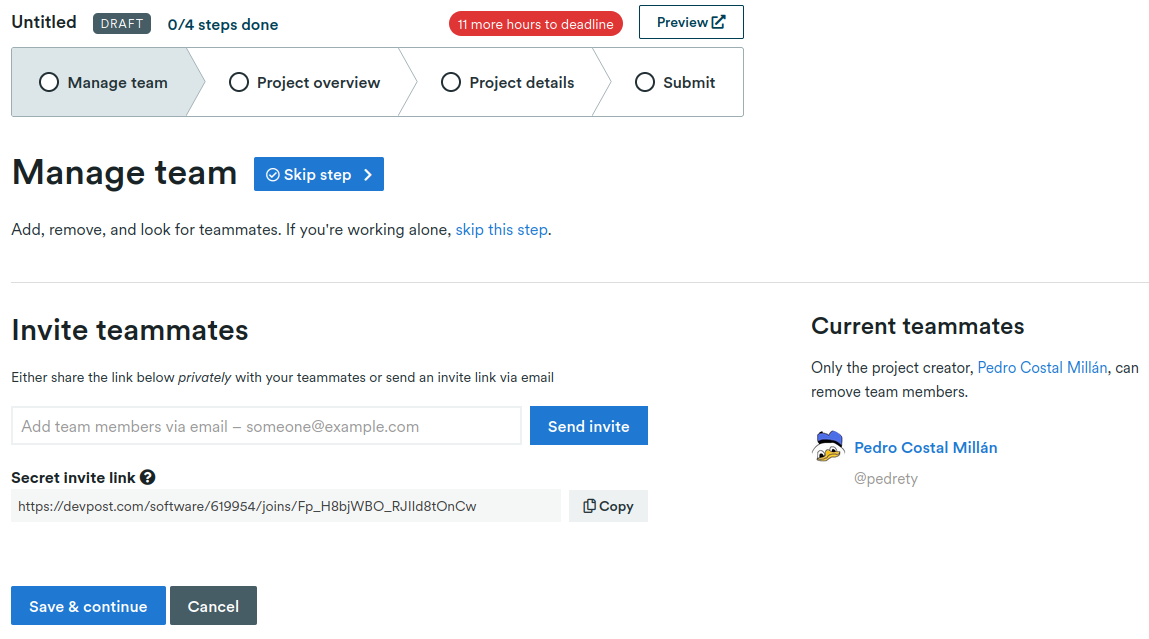 Untitled DRAFT 0/4 steps done 11 more hours to deadline Preview
Manage team Project overview Project details Submit
Manage team Skip step
Add, remove, and look for teammates. If you're working alone, skip this step.
Invite teammates
Either share the link below privately with your teammates or send an invite link via email
Add team members via email – someone@example.com Send invite
Secret invite link ?
https://devpost.com/software/619954/joins/Fp_H8bjWBO_RJIld8tOnCw Copy
Current teammates
Only the project creator, Pedro Costal Millán, can
remove team members.
Pedro Costal Millán
@pedrety
Save & continue Cancel